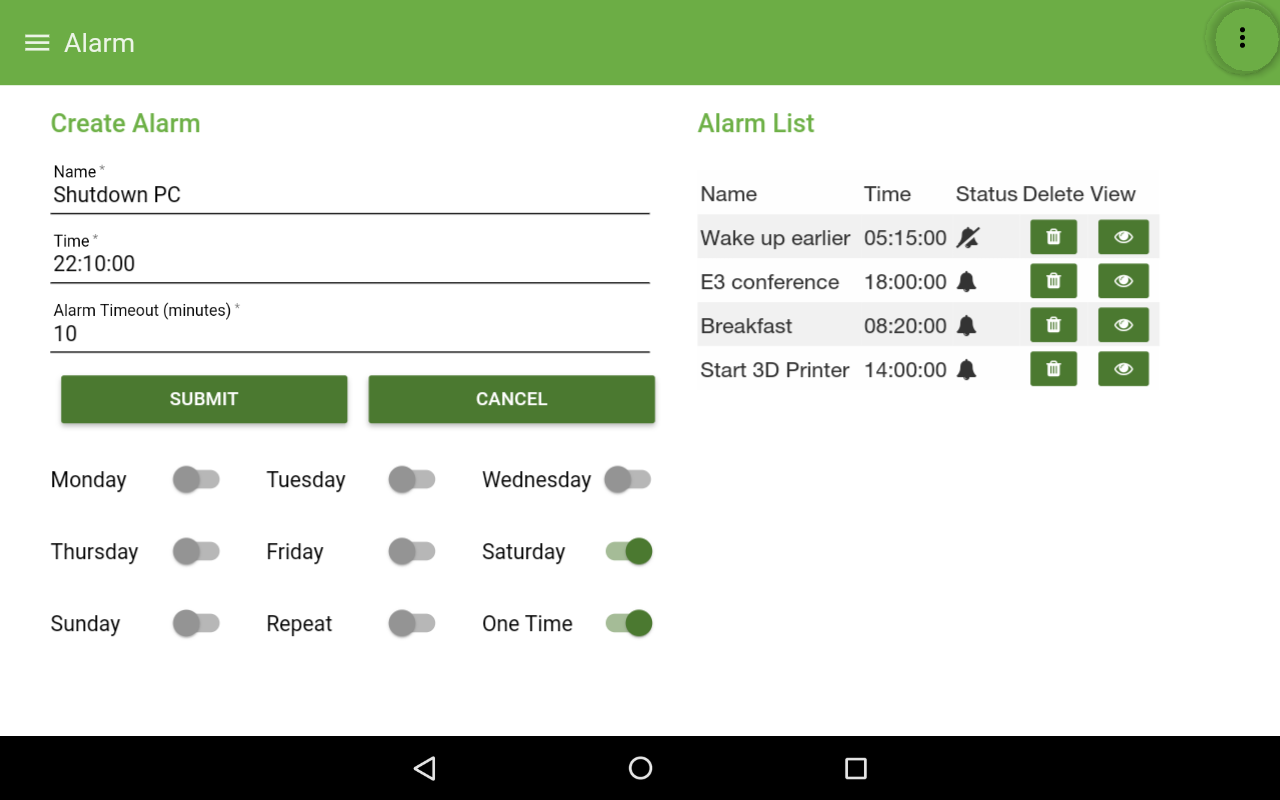 Alarm
Create Alarm
Name *
Shutdown PC
Time *
22:10:00
Alarm Timeout (minutes) *
10
SUBMIT CANCEL
Monday Tuesday Wednesday
Thursday Friday Saturday
Sunday Repeat One Time
Alarm List
Name Time Status Delete View
Wake up earlier 05:15:00
E3 conference 18:00:00
Breakfast 08:20:00
Start 3D Printer 14:00:00